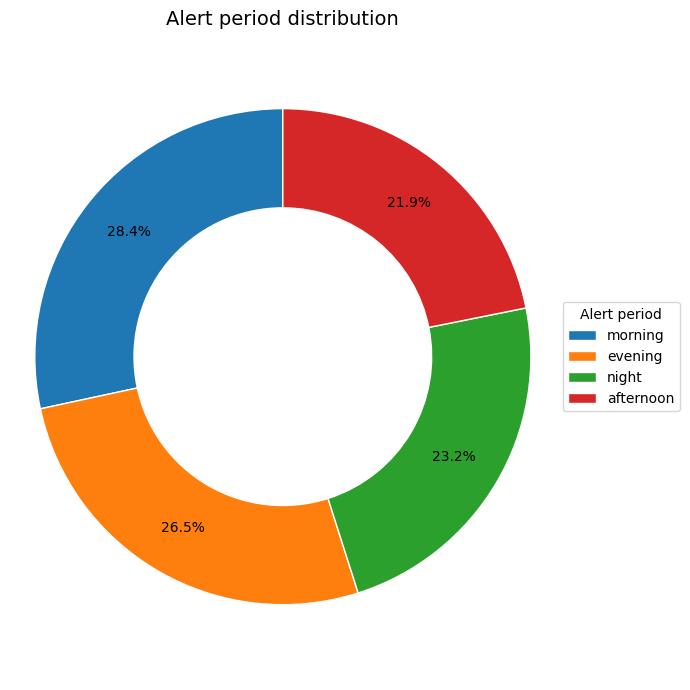 Alert period distribution
21.9%
28.4%
Alert period
morning
evening
night
afternoon
23.2%
26.5%